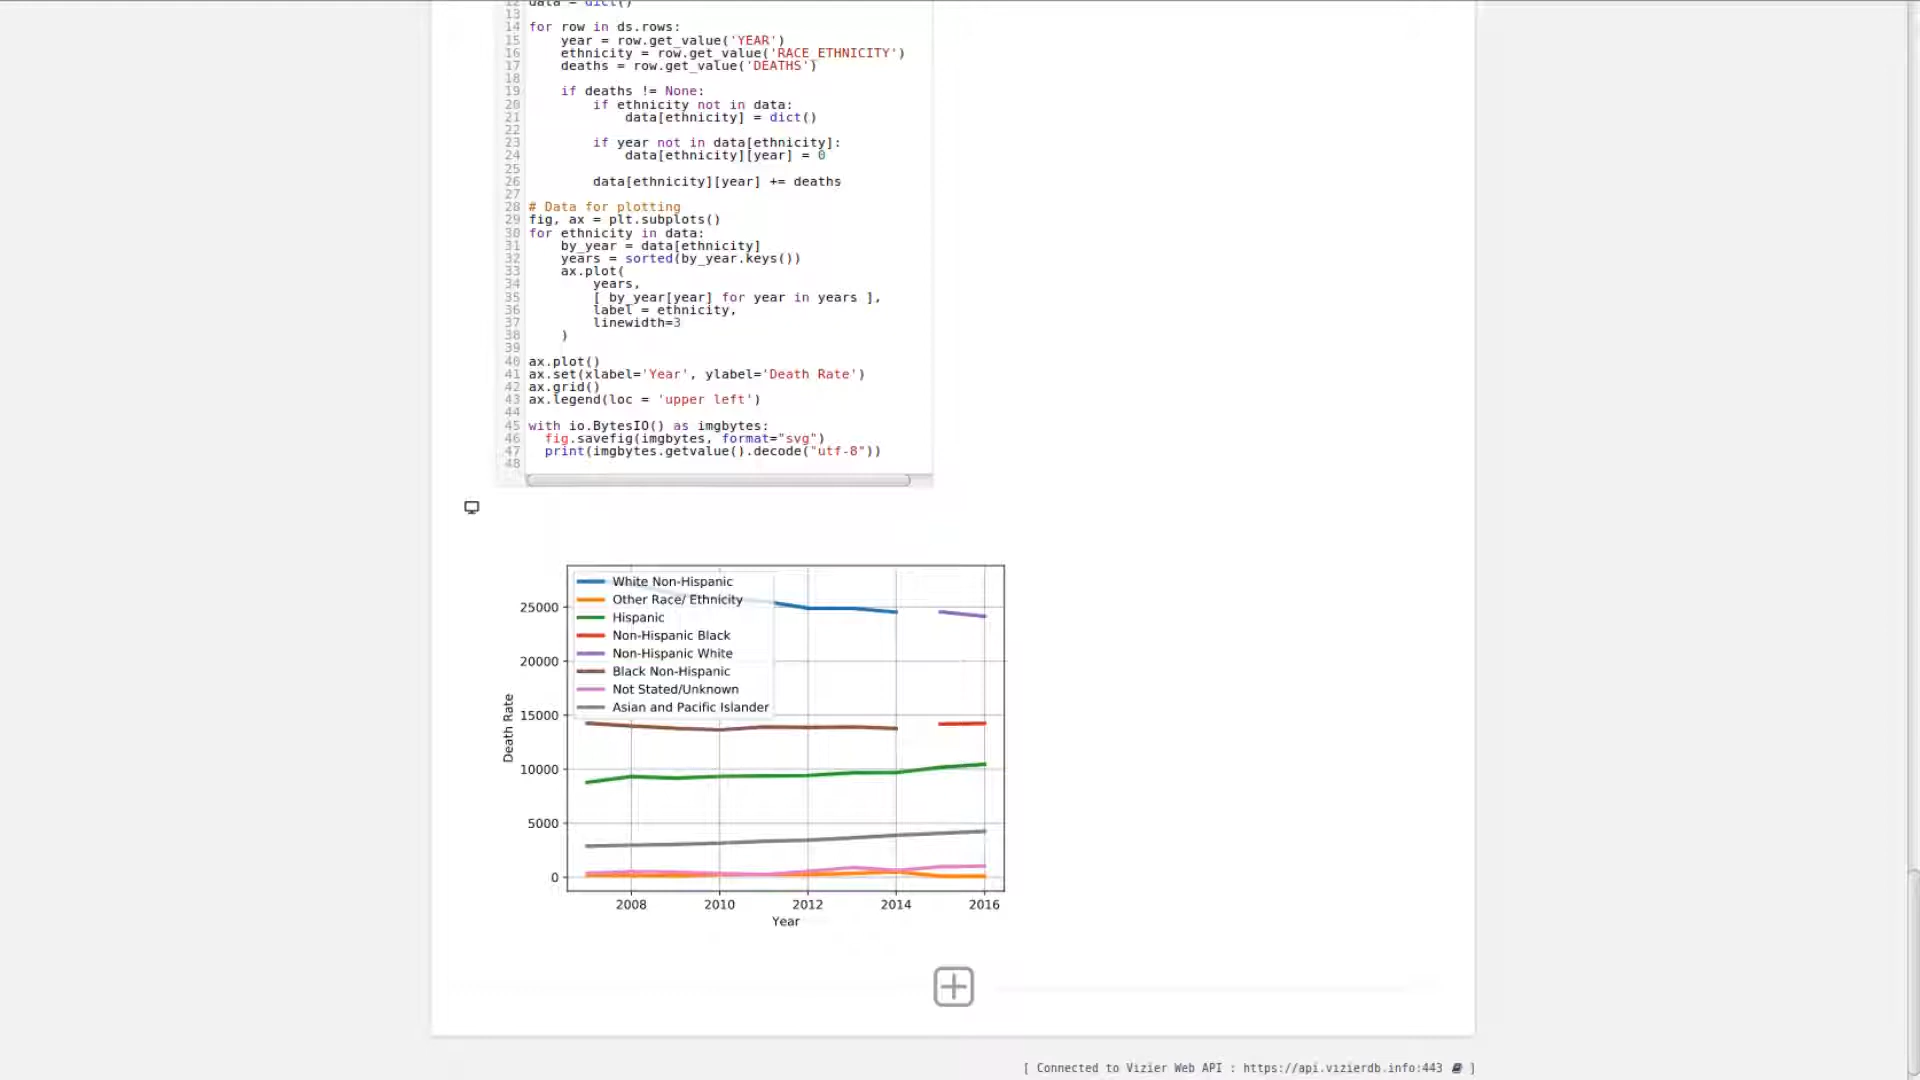 12 data = dict()
13
14 for row in ds.rows:
15 year = row.get_value('YEAR')
16 ethnicity = row.get_value('RACE_ETHNICITY')
17 deaths = row.get_value('DEATHS')
18
19 if deaths != None:
20 if ethnicity not in data:
21 data[ethnicity] = dict()
22
23 if year not in data[ethnicity]:
24 data[ethnicity][year] = 0
25
26 data[ethnicity][year] += deaths
27
28 # Data for plotting
29 fig, ax = plt.subplots()
30 for ethnicity in data:
31 by_year = data[ethnicity]
32 years = sorted(by_year.keys())
33 ax.plot(
34 years,
35 [ by_year[year] for year in years ],
36 label = ethnicity,
37 linewidth=3
38 )
39
40 ax.plot()
41 ax.set(xlabel='Year', ylabel='Death Rate')
42 ax.grid()
43 ax.legend(loc = 'upper left')
44
45 with io.BytesIO() as imgbytes:
46 fig.savefig(imgbytes, format="svg")
47 print(imgbytes.getvalue().decode("utf-8"))
48
White Non-Hispanic
Other Race/ Ethnicity
Hispanic
Non-Hispanic Black
Non-Hispanic White
Black Non-Hispanic
Not Stated/Unknown
Asian and Pacific Islander
25000
20000
15000
10000
5000
0
Death Rate
2008 2010 2012 2014 2016
Year
[ Connected to Vizier Web API : https://api.vizierdb.info:443 ]